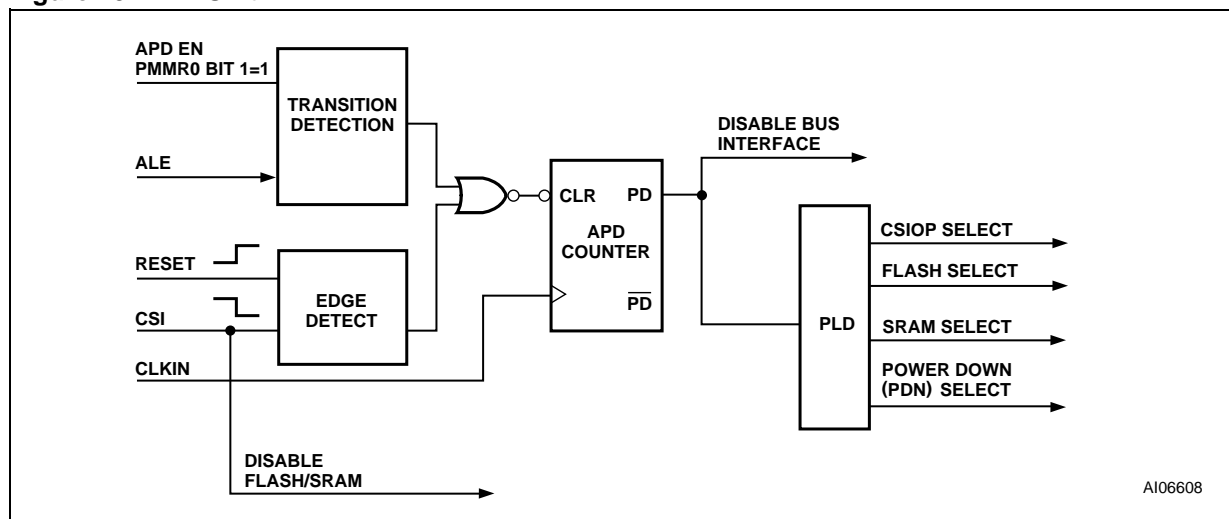 APD EN
PMMR0 BIT 1=1
TRANSITION
DETECTION
ALE
RESET
CSI
CLKIN
EDGE
DETECT
DISABLE
FLASH/SRAM
CLR
PD
APD
COUNTER
PD
DISABLE BUS
INTERFACE
PLD
CSIOP SELECT
FLASH SELECT
SRAM SELECT
POWER DOWN
(PDN) SELECT
AI06608